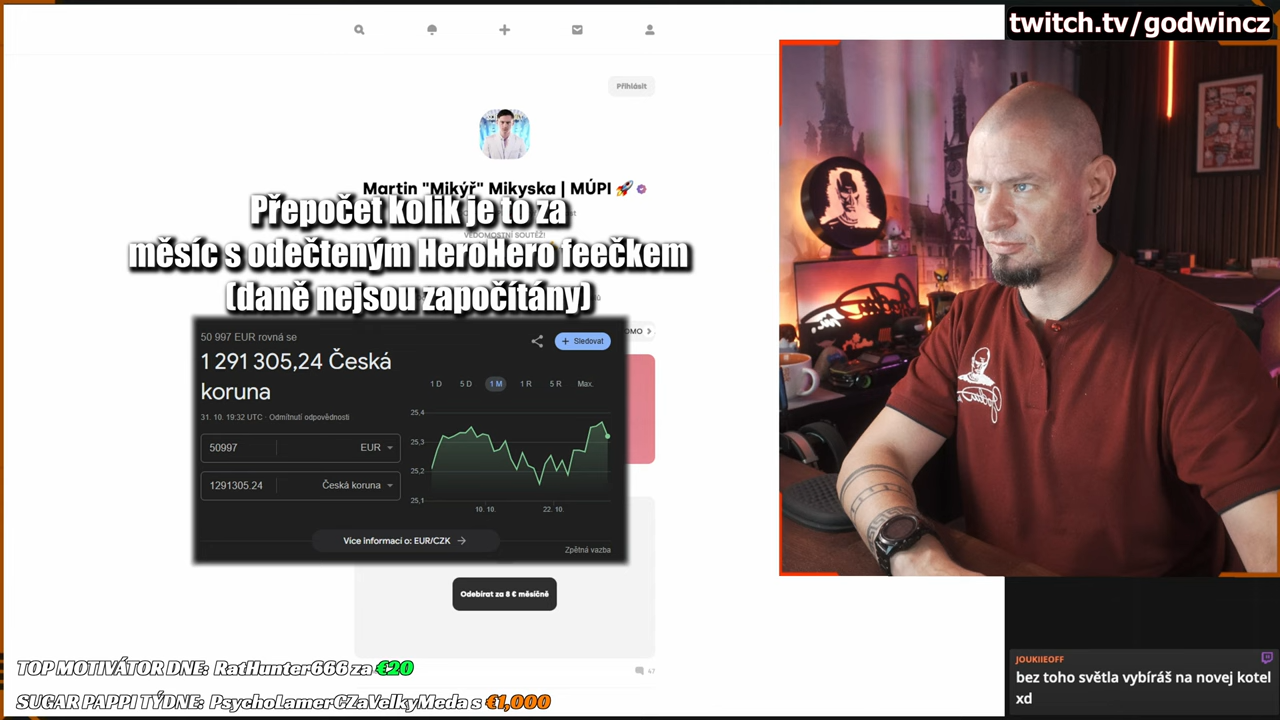 twitch.tv/godwincz
Přihlásit
Martin "Mikýř" Mikyska | MÚPI
VĚDOMOSTNÍ SOUTĚŽ!
Přepočet kolik je to za
měsíc s odečteným HeroHero feečkem
(daně nejsou započítány)
50 997 EUR rovná se
Sledovat
1 291 305,24 Česká
koruna
1 D 5 D 1 M 1 R 5 R Max.
31. 10. 19:32 UTC · Odmítnutí odpovědnosti
25,4
50997 EUR
25,3
25,2
1291305.24 Česká koruna
25,1
10. 10. 22. 10.
Více informací o: EUR/CZK
Zpětná vazba
Odebírat za 8 € měsíčně
47
TOP MOTIVÁTOR DNE: RatHunter666 za €20
SUGAR PAPPI TÝDNE: PsychoLamerCZaVelkyMeda s €1,000
JOUKIIEOFF
bez toho světla vybíráš na novej kotel
xd